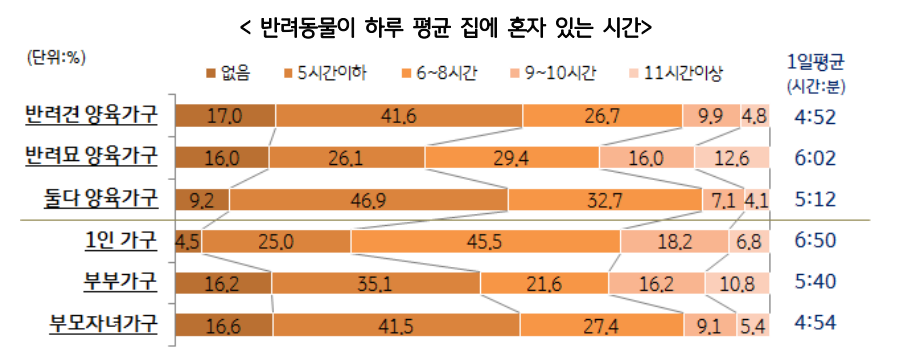 < 반려동물이 하루 평균 집에 혼자 있는 시간>
(단위:%)
없음 5시간이하 6~8시간 9~10시간 11시간이상 1일평균
(시간:분)
반려견 양육가구 17.0 41.6 26.7 9.9 4.8 4:52
반려묘 양육가구 16.0 26.1 29.4 16.0 12.6 6:02
둘다 양육가구 9.2 46.9 32.7 7.1 4.1 5:12
1인 가구 4.5 25.0 45.5 18.2 6.8 6:50
부부가구 16.2 35.1 21.6 16.2 10.8 5:40
부모자녀가구 16.6 41.5 27.4 9.1 5.4 4:54